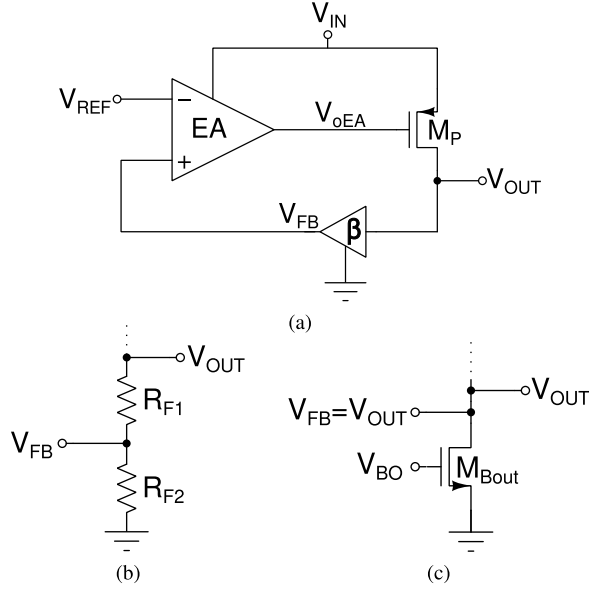 V_IN
V_REF
−
EA
V_oEA
M_P
+
V_OUT
V_FB
β
(a)
V_OUT
R_F1
V_FB
R_F2
(b)
V_OUT
V_FB=V_OUT
V_BO
M_Bout
(c)